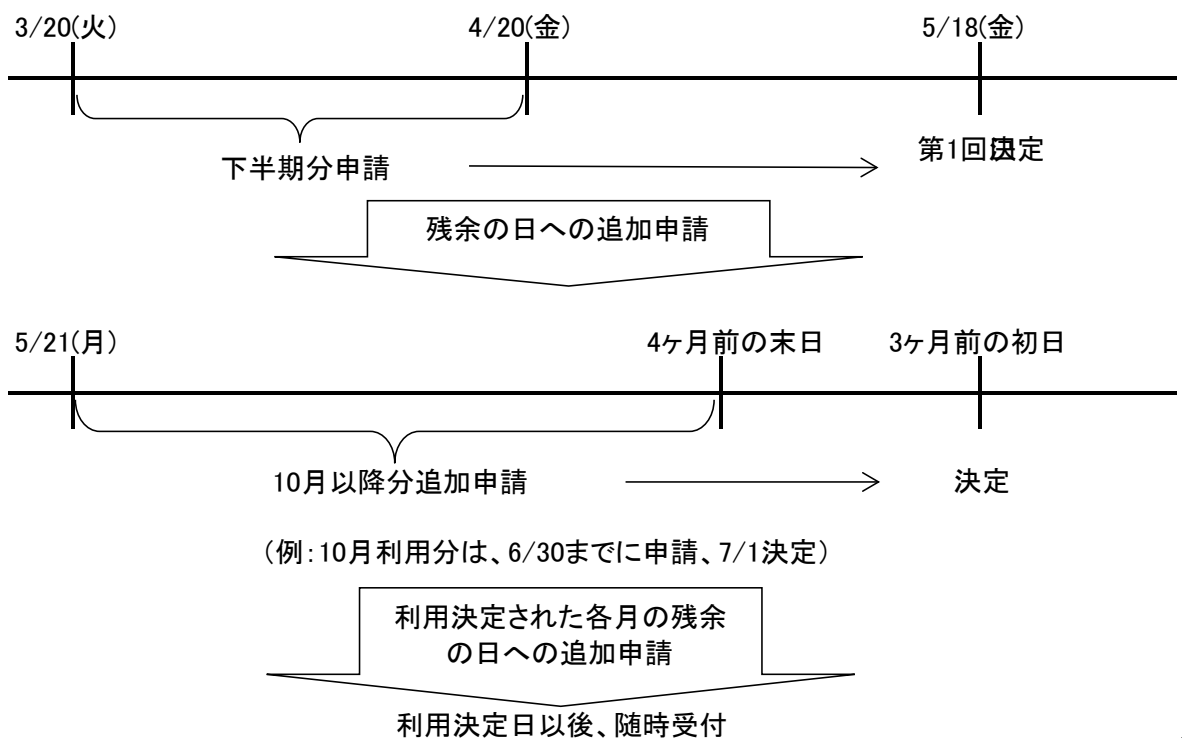 3/20(火)
4/20(金)
5/18(金)
下半期分申請
第1回決定
残余の日への追加申請
5/21(月)
4ヶ月前の末日
3ヶ月前の初日
10月以降分追加申請
決定
（例：10月利用分は、6/30までに申請、7/1決定）
利用決定された各月の残余
の日への追加申請
利用決定日以後、随時受付